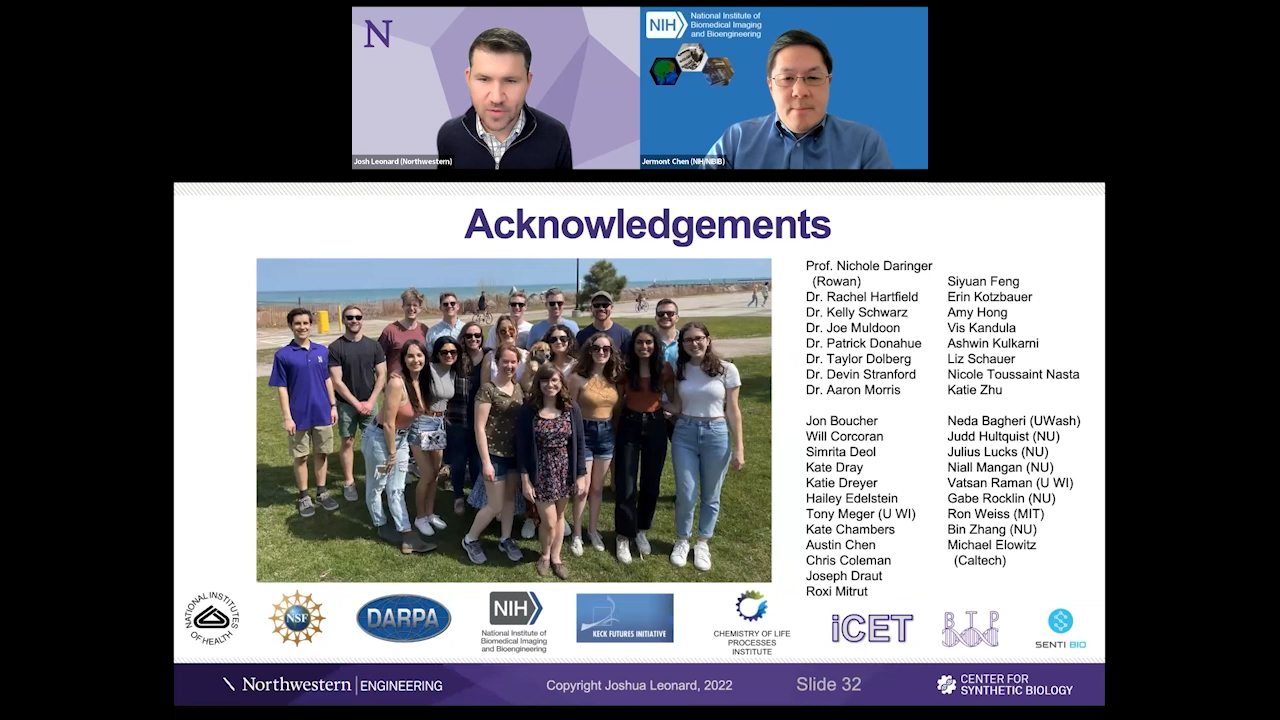 N
NIH
National Institute of
Biomedical Imaging
and Bioengineering
Josh Leonard (Northwestern)
Jermont Chen (NIH/NIBIB)
Acknowledgements
Prof. Nichole Daringer
(Rowan)
Dr. Rachel Hartfield
Dr. Kelly Schwarz
Dr. Joe Muldoon
Dr. Patrick Donahue
Dr. Taylor Dolberg
Dr. Devin Stranford
Dr. Aaron Morris
Jon Boucher
Will Corcoran
Simrita Deol
Kate Dray
Katie Dreyer
Hailey Edelstein
Tony Meger (U WI)
Kate Chambers
Austin Chen
Chris Coleman
Joseph Draut
Roxi Mitrut
Siyuan Feng
Erin Kotzbauer
Amy Hong
Vis Kandula
Ashwin Kulkarni
Liz Schauer
Nicole Toussaint Nasta
Katie Zhu
Neda Bagheri (UWash)
Judd Hultquist (NU)
Julius Lucks (NU)
Niall Mangan (NU)
Vatsan Raman (U WI)
Gabe Rocklin (NU)
Ron Weiss (MIT)
Bin Zhang (NU)
Michael Elowitz
(Caltech)
NATIONAL INSTITUTES
OF HEALTH
NSF
DARPA
NIH
National Institute of
Biomedical Imaging
and Bioengineering
KECK FUTURES INITIATIVE
CHEMISTRY OF LIFE
PROCESSES
INSTITUTE
iCET
BTP
SENTI BIO
Northwestern | ENGINEERING
Copyright Joshua Leonard, 2022
Slide 32
CENTER FOR
SYNTHETIC BIOLOGY